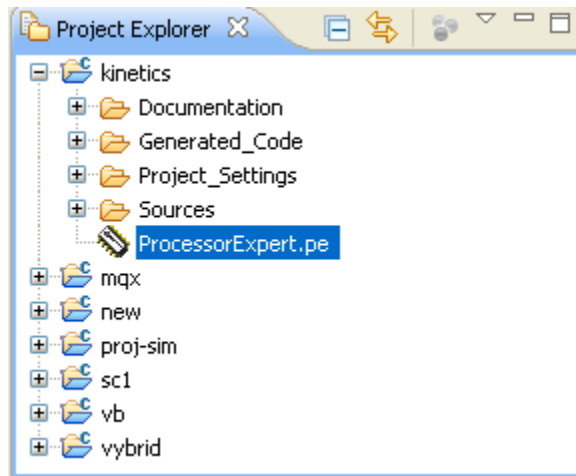 Project Explorer
kinetics
Documentation
Generated_Code
Project_Settings
Sources
ProcessorExpert.pe
mqx
new
proj-sim
sc1
vb
vybrid